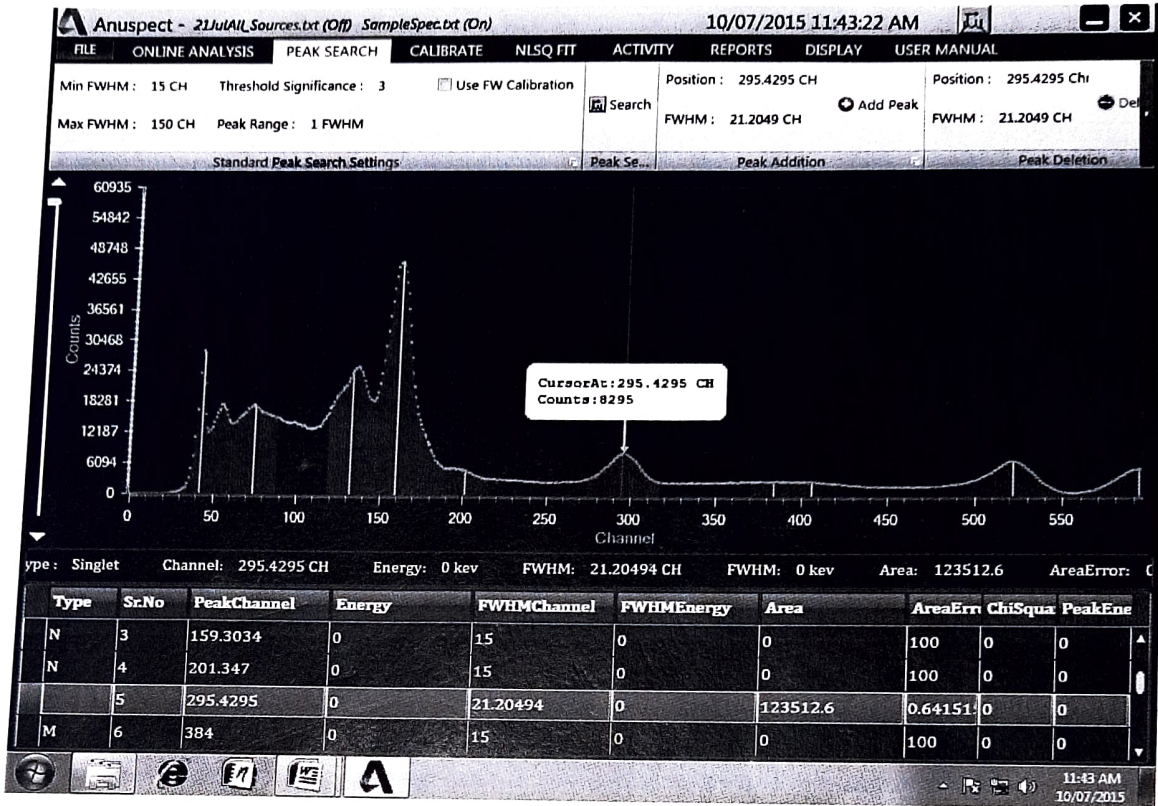 Anuspect - 21JulAll_Sources.txt (Off) SampleSpec.txt (On) 10/07/2015 11:43:22 AM
FILE ONLINE ANALYSIS PEAK SEARCH CALIBRATE NLSQ FIT ACTIVITY REPORTS DISPLAY USER MANUAL
Min FWHM : 15 CH Threshold Significance : 3 Use FW Calibration Search Position : 295.4295 CH Add Peak Position : 295.4295 CH Del
Max FWHM : 150 CH Peak Range : 1 FWHM FWHM : 21.2049 CH FWHM : 21.2049 CH
Standard Peak Search Settings Peak Se... Peak Addition Peak Deletion
60935
54842
48748
42655
36561
30468
24374
18281
12187
6094
0
Counts
CursorAt:295.4295 CH
Counts:8295
0 50 100 150 200 250 300 350 400 450 500 550
Channel
ype : Singlet Channel: 295.4295 CH Energy: 0 kev FWHM: 21.20494 CH FWHM: 0 kev Area: 123512.6 AreaError:
Type Sr.No PeakChannel Energy FWHMChannel FWHMEnergy Area AreaErr ChiSqua PeakEne
N 3 159.3034 0 15 0 0 100 0 0
N 4 201.347 0 15 0 0 100 0 0
5 295.4295 0 21.20494 0 123512.6 0.64151 0 0
M 6 384 0 15 0 0 100 0 0
11:43 AM
10/07/2015